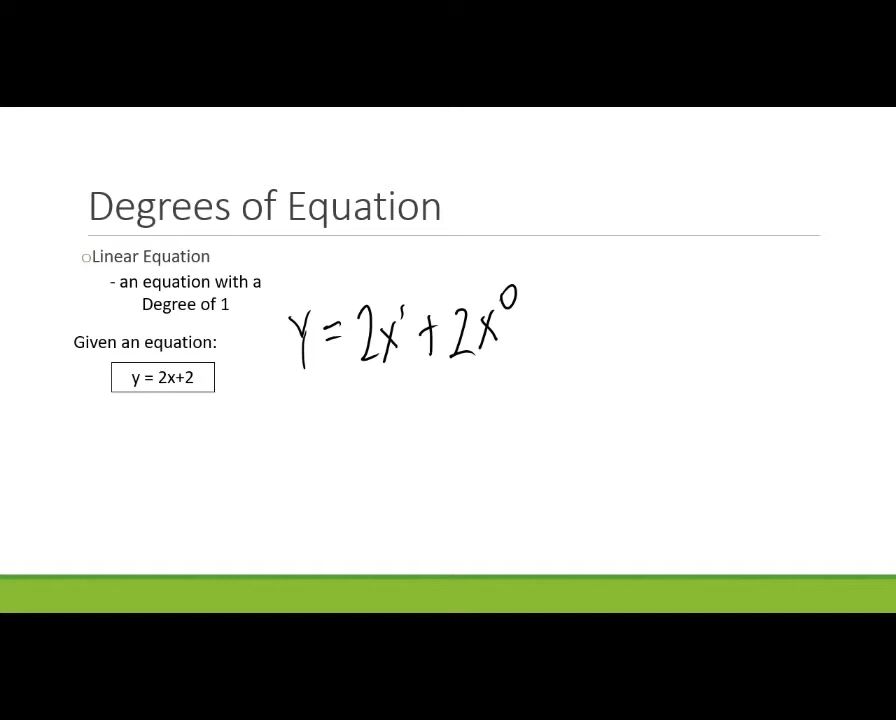 Degrees of Equation
○Linear Equation
- an equation with a
Degree of 1
Given an equation:
y = 2x+2
y = 2x¹ + 2x⁰